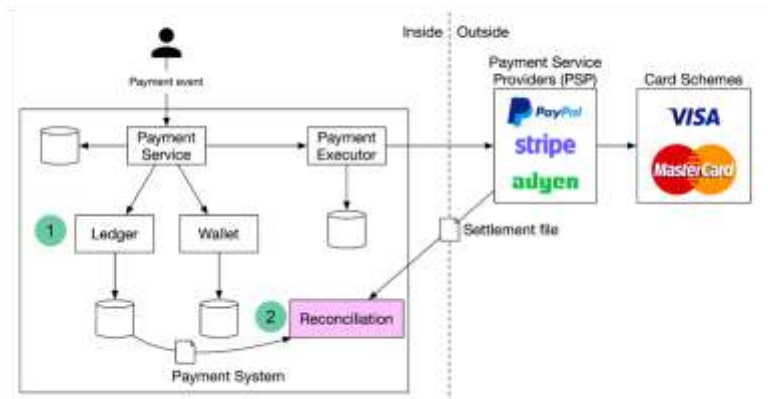 Inside
Outside
Payment event
Payment Service
Providers (PSP)
Card Schemes
Payment
Service
Payment
Executor
PayPal
stripe
adyen
VISA
MasterCard
1
Ledger
Wallet
Settlement file
2
Reconciliation
Payment System